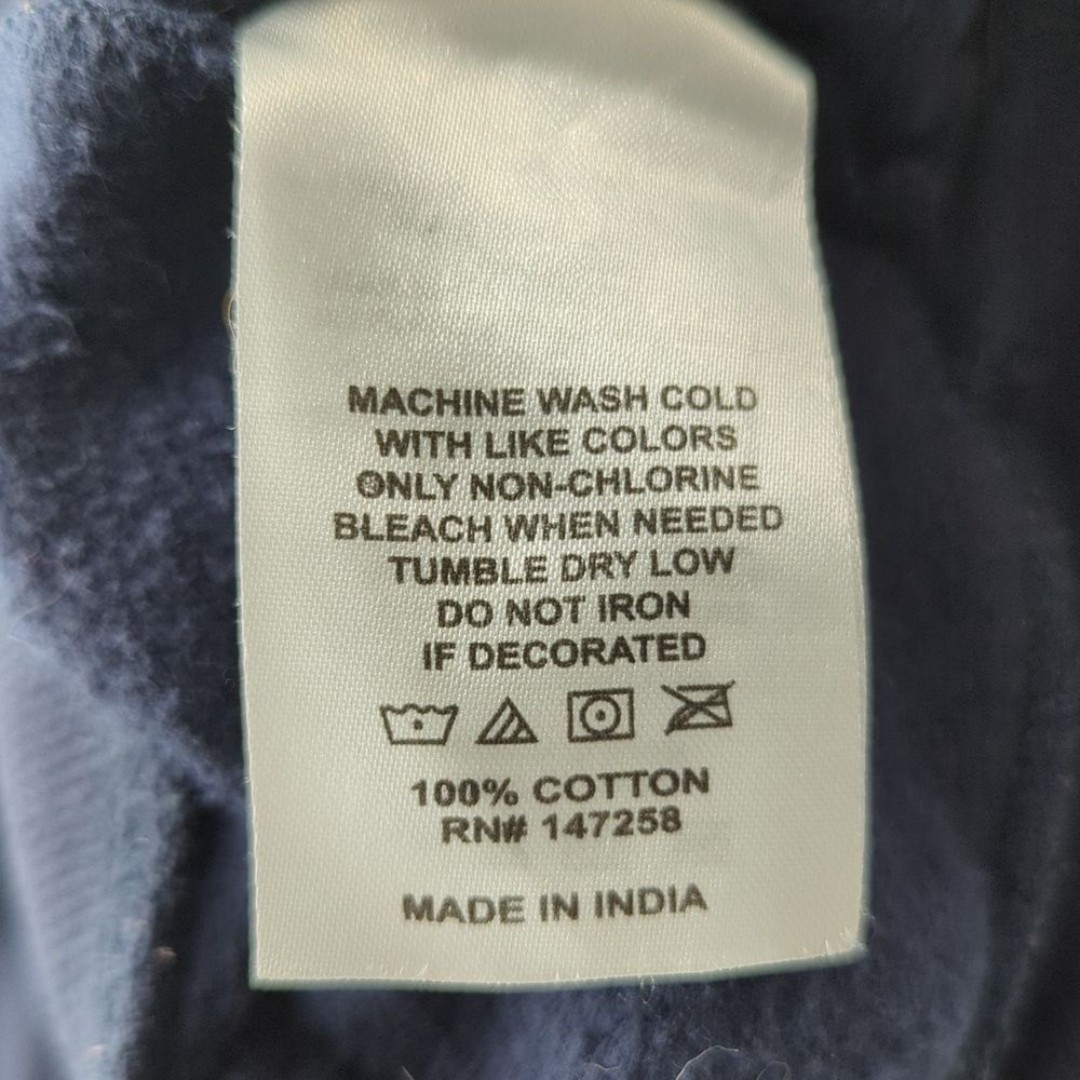 MACHINE WASH COLD
WITH LIKE COLORS
ONLY NON-CHLORINE
BLEACH WHEN NEEDED
TUMBLE DRY LOW
DO NOT IRON
IF DECORATED
100% COTTON
RN# 147258
MADE IN INDIA